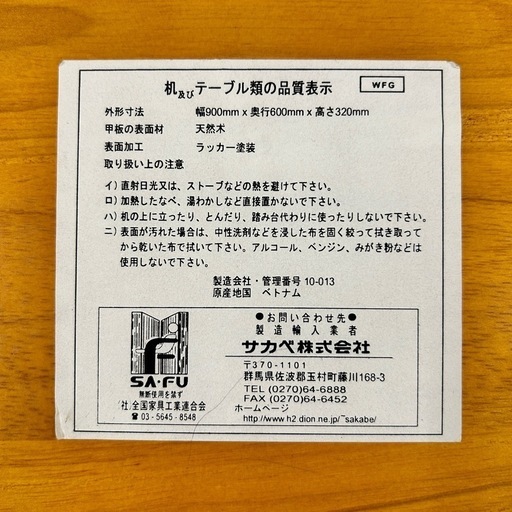 机及びテーブル類の品質表示
WFG
外形寸法 幅900mm x 奥行600mm x 高さ320mm
甲板の表面材 天然木
表面加工 ラッカー塗装
取り扱い上の注意
イ）直射日光又は、ストーブなどの熱を避けて下さい。
ロ）加熱したなべ、湯わかしなど直接置かないで下さい。
ハ）机の上に立ったり、とんだり、踏み台代わりに使ったりしないで下さい。
ニ）表面が汚れた場合は、中性洗剤などを浸した布を固く絞って拭き取って
から乾いた布で拭いて下さい。アルコール、ベンジン、みがき粉などは
使用しないで下さい。
製造会社・管理番号 10-013
原産地国 ベトナム
F
SA・FU
無断使用を禁ず
（社）全国家具工業連合会
☎ 03-5645-8548
●お問い合わせ先●
製造輸入業者
サカベ株式会社
〒370-1101
群馬県佐波郡玉村町藤川168-3
TEL (0270)64-6888
FAX (0270)64-6452
ホームページ
http://www.h2.dion.ne.jp/~sakabe/